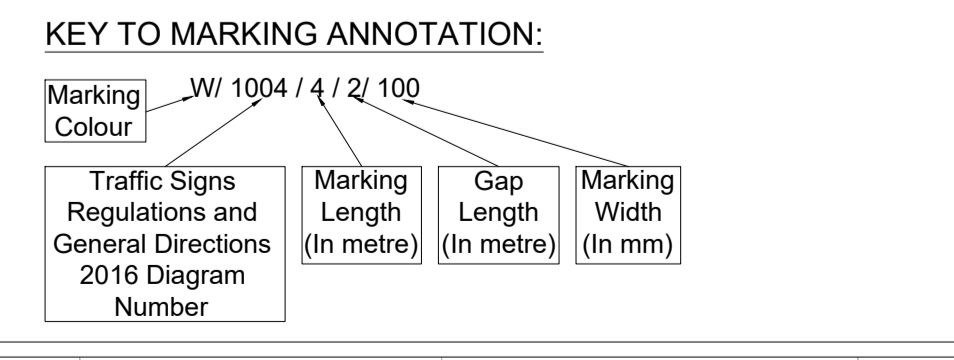 KEY TO MARKING ANNOTATION:
W/ 1004 / 4 / 2/ 100
Marking
Colour
Traffic Signs
Regulations and
General Directions
2016 Diagram
Number
Marking
Length
(In metre)
Gap
Length
(In metre)
Marking
Width
(In mm)